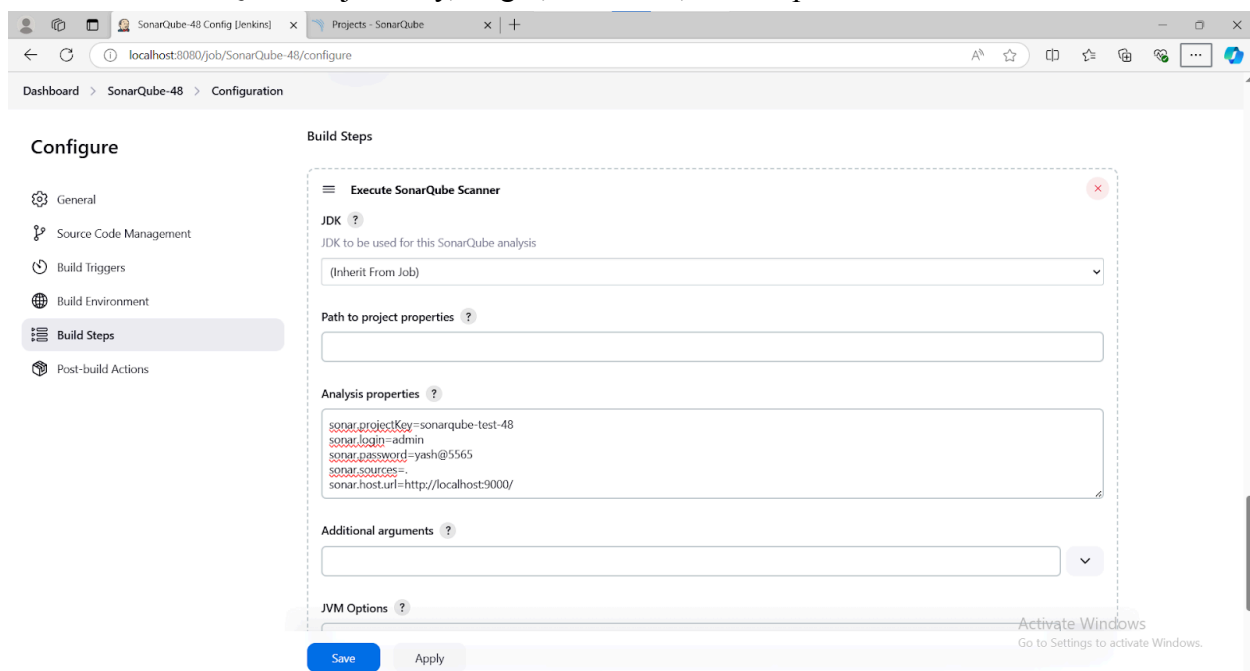 SonarQube-48 Config [Jenkins]
Projects - SonarQube
localhost:8080/job/SonarQube-48/configure
Dashboard > SonarQube-48 > Configuration
Configure
General
Source Code Management
Build Triggers
Build Environment
Build Steps
Post-build Actions
Build Steps
Execute SonarQube Scanner
JDK ?
JDK to be used for this SonarQube analysis
(Inherit From Job)
Path to project properties ?
Analysis properties ?
sonar.projectKey=sonarqube-test-48
sonar.login=admin
sonar.password=yash@5565
sonar.sources=.
sonar.host.url=http://localhost:9000/
Additional arguments ?
JVM Options ?
Save Apply
Activate Windows
Go to Settings to activate Windows.